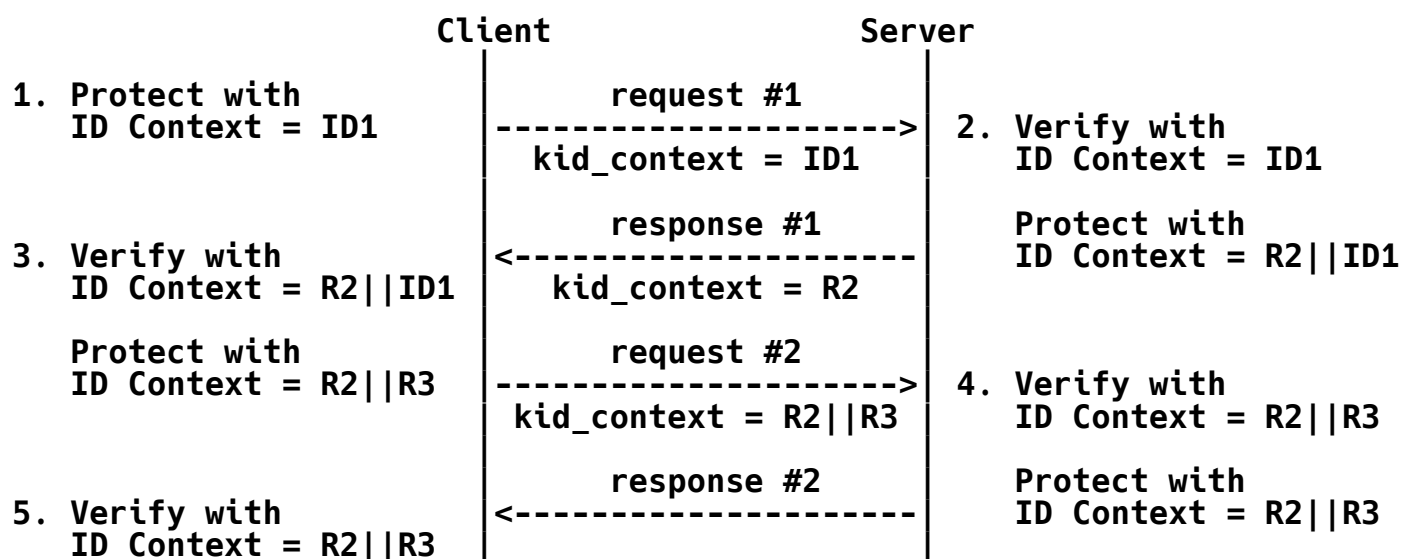 Client Server
1. Protect with request #1
ID Context = ID1 ---------------------> 2. Verify with
kid_context = ID1 ID Context = ID1
response #1 Protect with
3. Verify with <--------------------- ID Context = R2||ID1
ID Context = R2||ID1 kid_context = R2
Protect with request #2
ID Context = R2||R3 ---------------------> 4. Verify with
kid_context = R2||R3 ID Context = R2||R3
response #2 Protect with
5. Verify with <--------------------- ID Context = R2||R3
ID Context = R2||R3